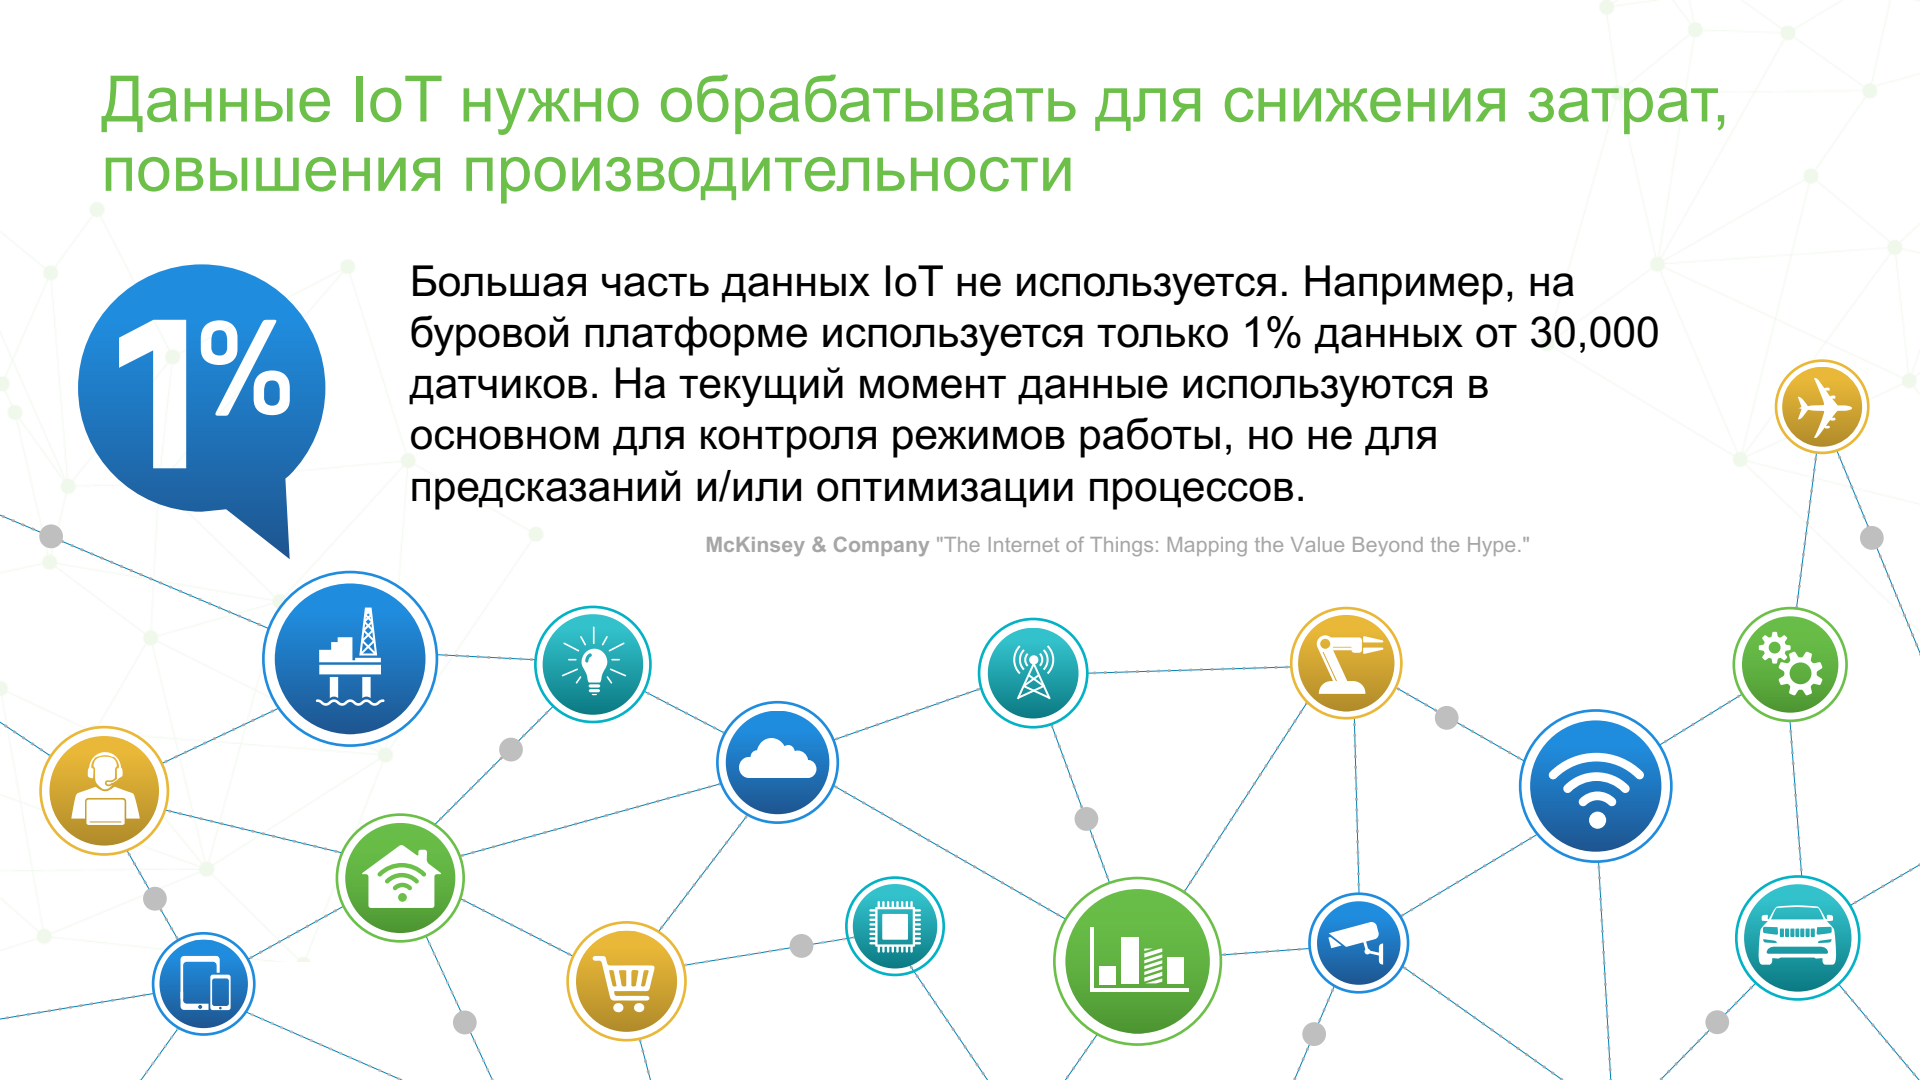 Данные IoT нужно обрабатывать для снижения затрат,
повышения производительности
1%
Большая часть данных IoT не используется. Например, на
буровой платформе используется только 1% данных от 30,000
датчиков. На текущий момент данные используются в
основном для контроля режимов работы, но не для
предсказаний и/или оптимизации процессов.
McKinsey & Company "The Internet of Things: Mapping the Value Beyond the Hype."